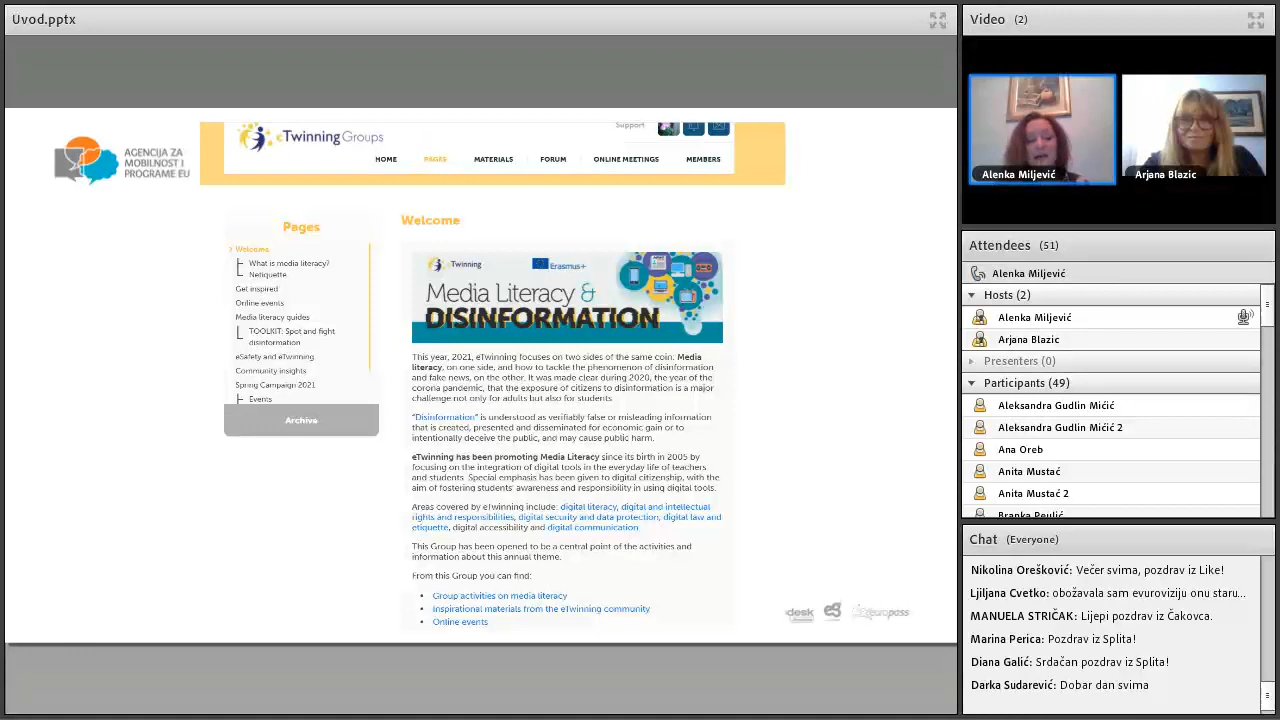 Uvod.pptx
AGENCIJA ZA
MOBILNOST I
PROGRAME EU
eTwinning Groups
Support
HOME PAGES MATERIALS FORUM ONLINE MEETINGS MEMBERS
Pages
Welcome
What is media literacy?
Netiquette
Get inspired
Online events
Media literacy guides
TOOLKIT: Spot and fight
disinformation
eSafety and eTwinning
Community insights
Spring Campaign 2021
Events
Archive
Welcome
eTwinning Erasmus+
Media Literacy &
DISINFORMATION
This year, 2021, eTwinning focuses on two sides of the same coin: Media
literacy, on one side, and how to tackle the phenomenon of disinformation
and fake news, on the other. It was made clear during 2020, the year of the
corona pandemic, that the exposure of citizens to disinformation is a major
challenge not only for adults but also for students.
"Disinformation" is understood as verifiably false or misleading information
that is created, presented and disseminated for economic gain or to
intentionally deceive the public, and may cause public harm.
eTwinning has been promoting Media Literacy since its birth in 2005 by
focusing on the integration of digital tools in the everyday life of teachers
and students. Special emphasis has been given to digital citizenship, with the
aim of fostering students' awareness and responsibility in using digital tools.
Areas covered by eTwinning include: digital literacy, digital and intellectual
rights and responsibilities, digital security and data protection, digital law and
etiquette, digital accessibility and digital communication.
This Group has been opened to be a central point of the activities and
information about this annual theme.
From this Group you can find:
• Group activities on media literacy
• Inspirational materials from the eTwinning community
• Online events
desk
europass
Video (2)
Alenka Miljević
Arjana Blazic
Attendees (51)
Alenka Miljević
Hosts (2)
Alenka Miljević
Arjana Blazic
Presenters (0)
Participants (49)
Aleksandra Gudlin Mićić
Aleksandra Gudlin Mićić 2
Ana Oreb
Anita Mustać
Anita Mustać 2
Branka Peulić
Chat (Everyone)
Nikolina Orešković: Večer svima, pozdrav iz Like!
Ljiljana Cvetko: obožavala sam evuroviziju onu staru...
MANUELA STRIČAK: Lijepi pozdrav iz Čakovca.
Marina Perica: Pozdrav iz Splita!
Diana Galić: Srdačan pozdrav iz Splita!
Darka Sudarević: Dobar dan svima